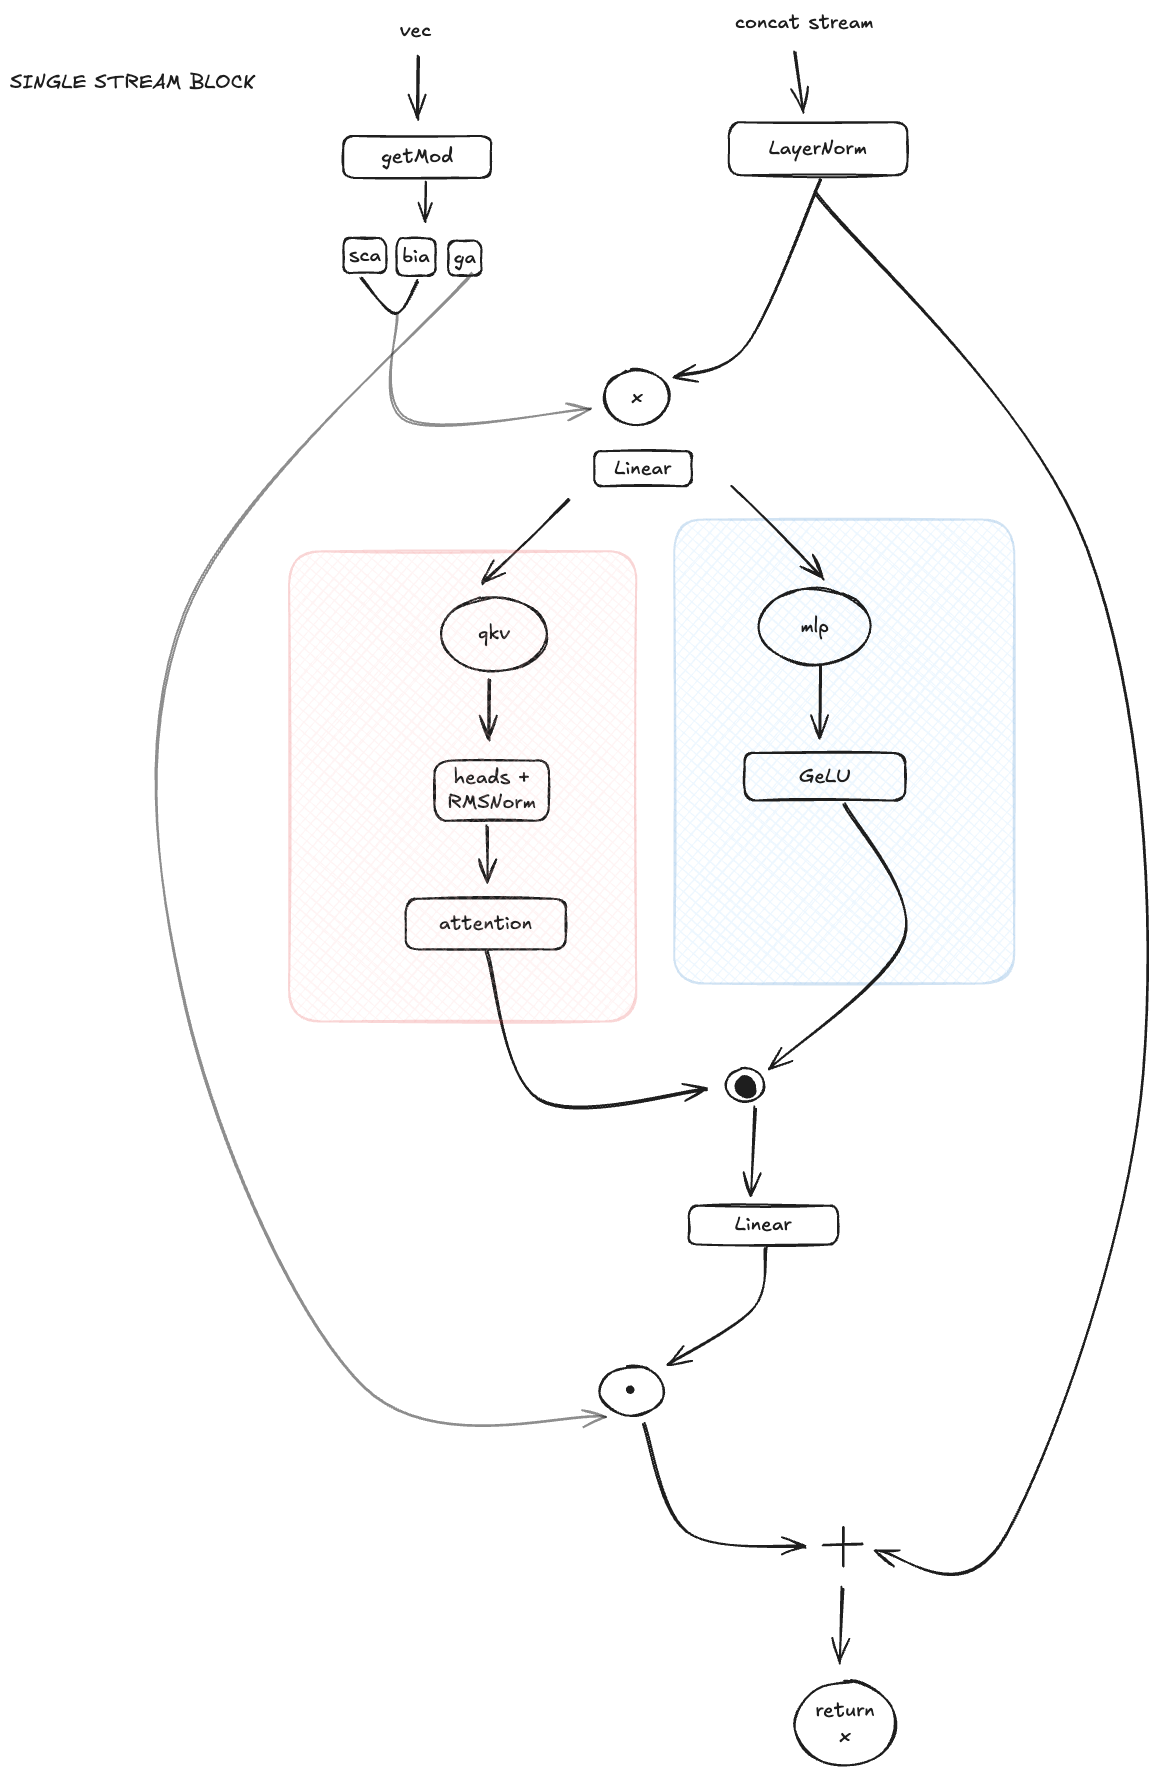 vec
concat stream
SINGLE STREAM BLOCK
getMod
LayerNorm
sca
bia
ga
x
Linear
qkv
mlp
heads +
RMSNorm
GeLU
attention
Linear
return
x